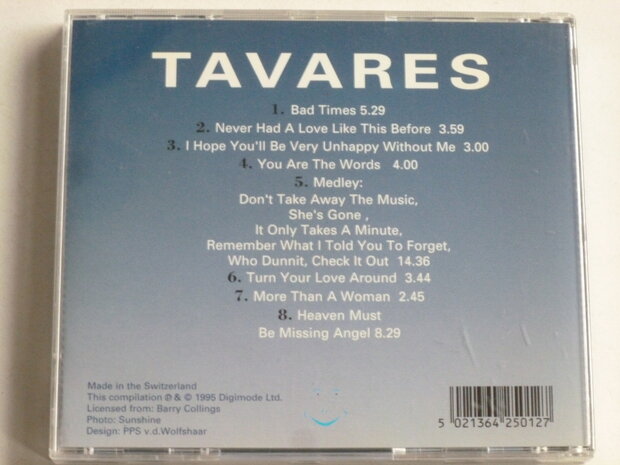 TAVARES
1. Bad Times 5.29
2. Never Had A Love Like This Before 3.59
3. I Hope You'll Be Very Unhappy Without Me 3.00
4. You Are The Words 4.00
5. Medley:
Don't Take Away The Music,
She's Gone ,
It Only Takes A Minute,
Remember What I Told You To Forget,
Who Dunnit, Check It Out 14.36
6. Turn Your Love Around 3.44
7. More Than A Woman 2.45
8. Heaven Must
Be Missing Angel 8.29
Made in the Switzerland
This compilation ℗ & © 1995 Digimode Ltd.
Licensed from: Barry Collings
Photo: Sunshine
Design: PPS v.d.Wolfshaar
5 021364 250127